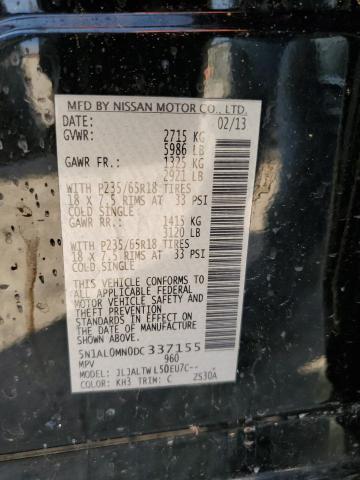 MFD BY NISSAN MOTOR CO., LTD.
DATE: 02/13
GVWR: 2715 KG
5986 LB
GAWR FR: 1325 KG
2921 LB
WITH P235/65R18 TIRES
18 X 7.5 RIMS AT 33 PSI
COLD SINGLE
GAWR RR: 1415 KG
3120 LB
WITH P235/65R18 TIRES
18 X 7.5 RIMS AT 33 PSI
COLD,SINGLE
THIS VEHICLE CONFORMS TO
ALL APPLICABLE FEDERAL
MOTOR VEHICLE SAFETY AND
THEFT PREVENTION
STANDARDS IN EFFECT ON
THE DATE OF MANUFACTURE
SHOWN ABOVE.
5N1AL0MN0DC337155
MPV 960
MODEL: JLJALTWL50EU7C-- A
COLOR: KH3 TRIM: C ZS30A